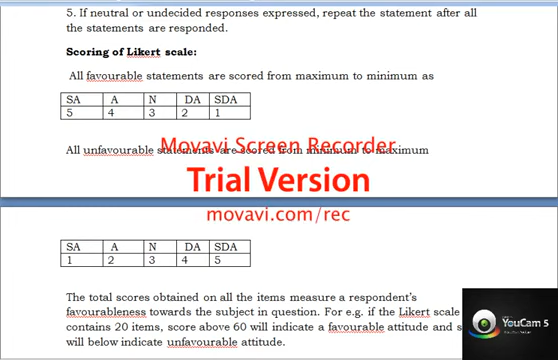 5. If neutral or undecided responses expressed, repeat the statement after all
the statements are responded.
Scoring of Likert scale:
All favourable statements are scored from maximum to minimum as
SA A N DA SDA
5 4 3 2 1
All unfavourable statements are scored from minimum to maximum
Movavi Screen Recorder
Trial Version
movavi.com/rec
SA A N DA SDA
1 2 3 4 5
The total scores obtained on all the items measure a respondent's
favourableness towards the subject in question. For e.g. if the Likert scale
contains 20 items, score above 60 will indicate a favourable attitude and s
will below indicate unfavourable attitude.
YouCam 5